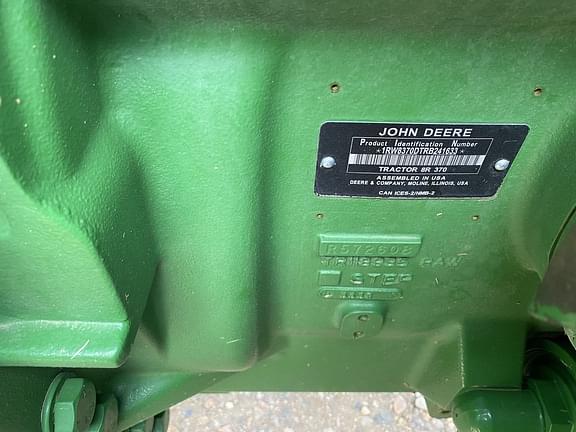 JOHN DEERE
Product Identification Number
*1RW8370DTRB241633*
TRACTOR 8R 370
ASSEMBLED IN USA
DEERE & COMPANY, MOLINE, ILLINOIS, USA
CAN ICES-2/NMB-2
R572602
RAW
STEP